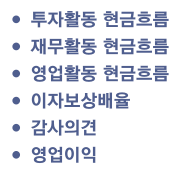 • 투자활동 현금흐름
• 재무활동 현금흐름
• 영업활동 현금흐름
• 이자보상배율
• 감사의견
• 영업이익